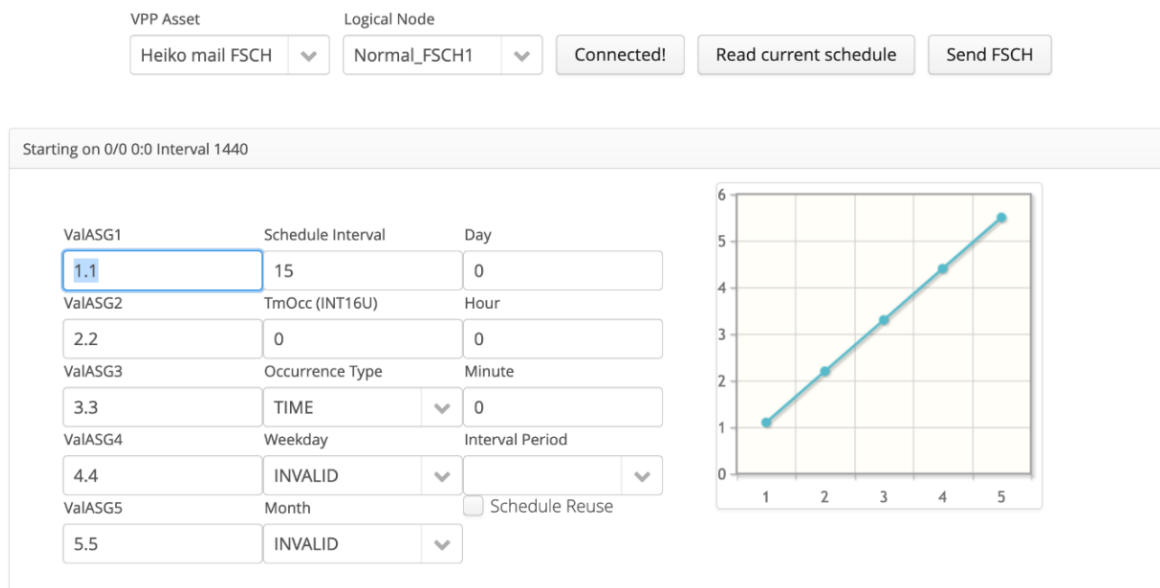 VPP Asset Logical Node
Heiko mail FSCH Normal_FSCH1 Connected! Read current schedule Send FSCH
Starting on 0/0 0:0 Interval 1440
ValASG1 Schedule Interval Day
1.1 15 0
ValASG2 TmOcc (INT16U) Hour
2.2 0 0
ValASG3 Occurrence Type Minute
3.3 TIME 0
ValASG4 Weekday Interval Period
4.4 INVALID
ValASG5 Month Schedule Reuse
5.5 INVALID
6
5
4
3
2
1
0
1 2 3 4 5